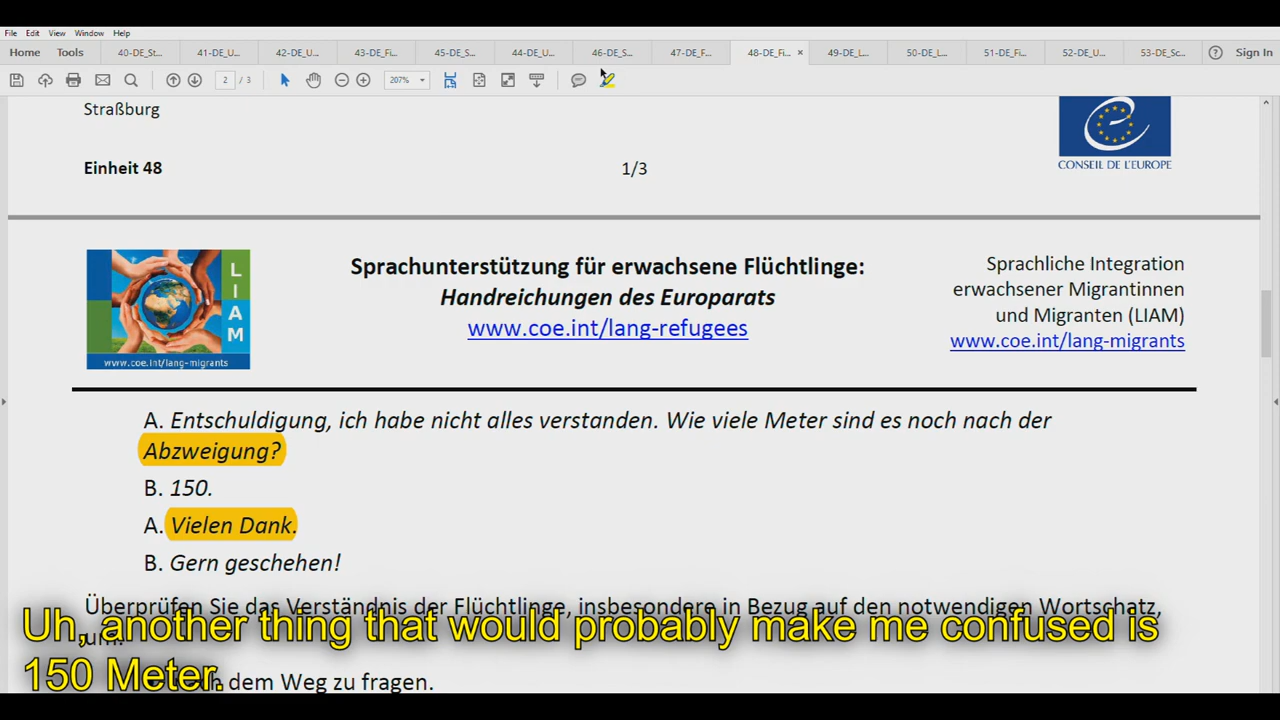 File Edit View Window Help
Home Tools 40-DE_St... 41-DE_U... 42-DE_U... 43-DE_Fi... 45-DE_S... 44-DE_U... 46-DE_S... 47-DE_F... 48-DE_Fi... × 49-DE_L... 50-DE_L... 51-DE_Fi... 52-DE_U... 53-DE_Sc... Sign In
2 / 3 207%
Straßburg
CONSEIL DE L'EUROPE
Einheit 48 1/3
LIAM
www.coe.int/lang-migrants
Sprachunterstützung für erwachsene Flüchtlinge:
Handreichungen des Europarats
www.coe.int/lang-refugees
Sprachliche Integration
erwachsener Migrantinnen
und Migranten (LIAM)
www.coe.int/lang-migrants
A. Entschuldigung, ich habe nicht alles verstanden. Wie viele Meter sind es noch nach der
Abzweigung?
B. 150.
A. Vielen Dank.
B. Gern geschehen!
Überprüfen Sie das Verständnis der Flüchtlinge, insbesondere in Bezug auf den notwendigen Wortschatz,
um:
dem Weg zu fragen.
Uh, another thing that would probably make me confused is
150 Meter.